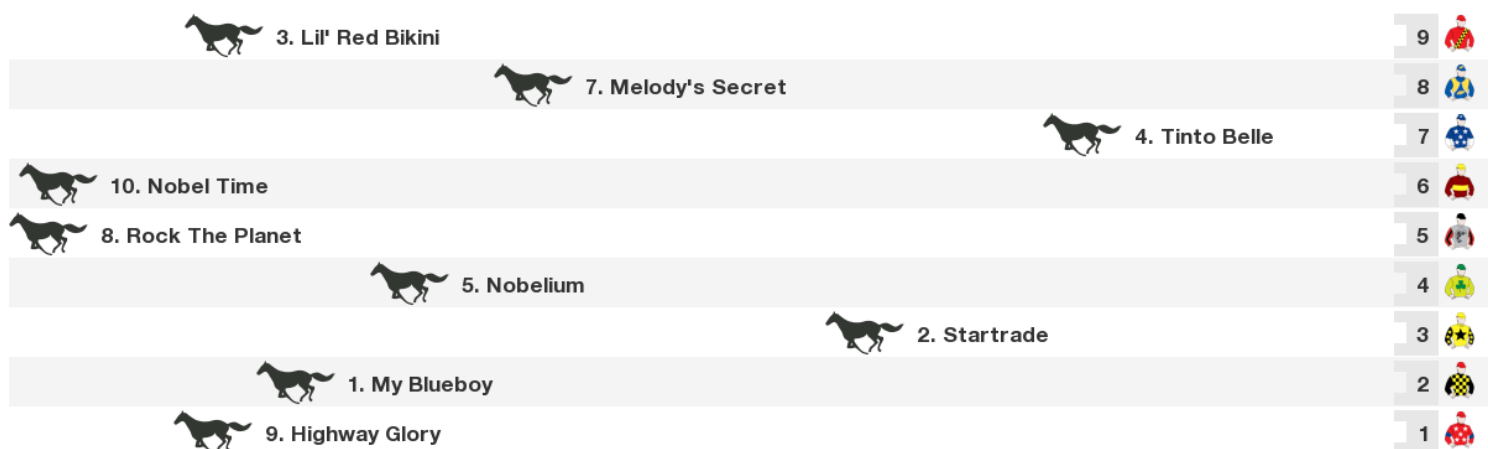 3. Lil' Red Bikini 9
7. Melody's Secret 8
4. Tinto Belle 7
10. Nobel Time 6
8. Rock The Planet 5
5. Nobelium 4
2. Startrade 3
1. My Blueboy 2
9. Highway Glory 1